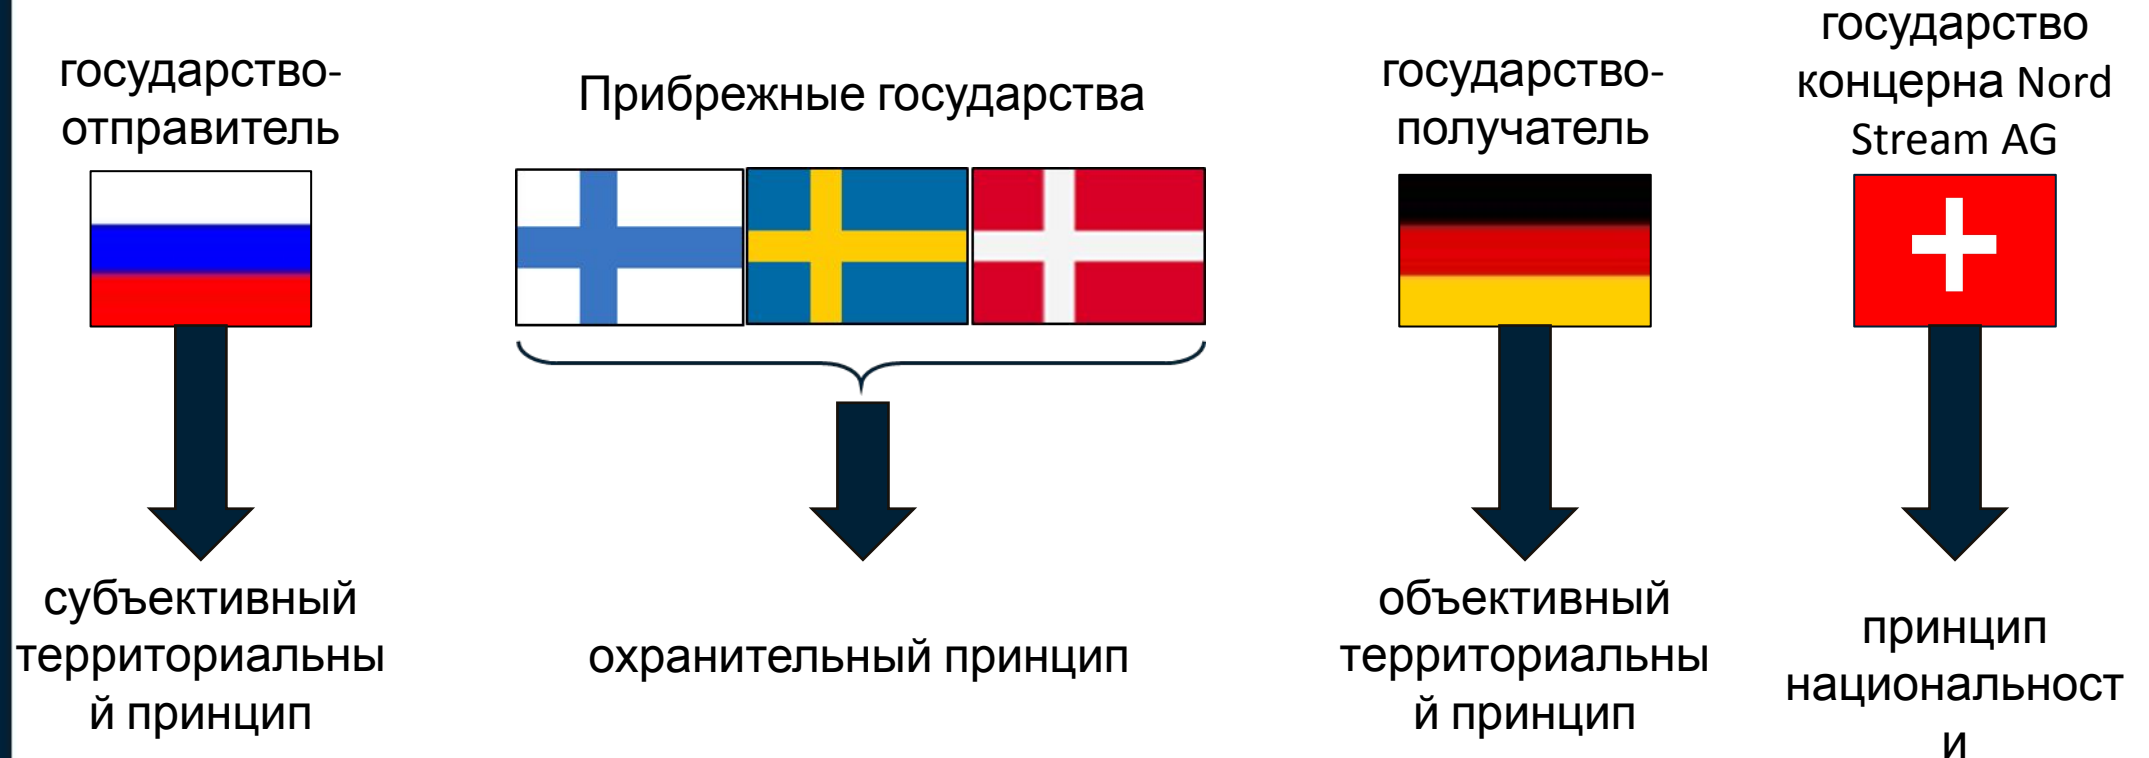 государство-
отправитель
Прибрежные государства
государство-
получатель
государство
концерна Nord
Stream AG
субъективный
территориальны
й принцип
охранительный принцип
объективный
территориальны
й принцип
принцип
национальност
и